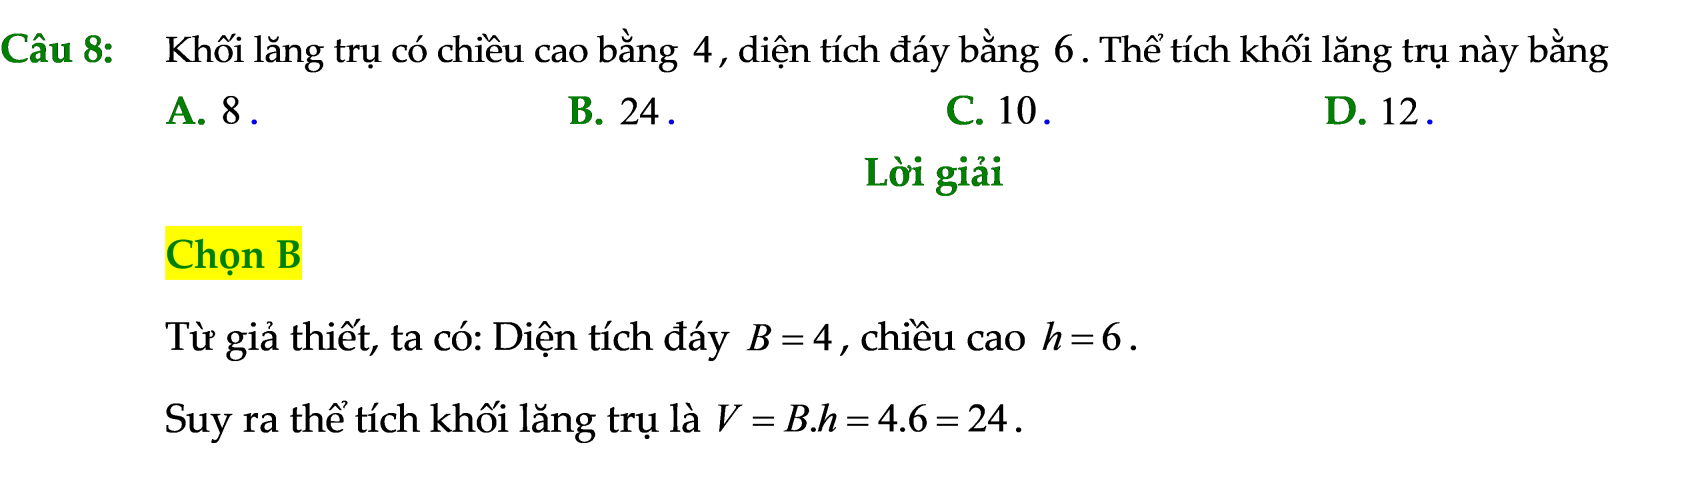 Câu 8: Khối lăng trụ có chiều cao bằng 4, diện tích đáy bằng 6. Thể tích khối lăng trụ này bằng
A. 8. B. 24. C. 10. D. 12.
Lời giải
Chọn B
Từ giả thiết, ta có: Diện tích đáy B = 4, chiều cao h = 6.
Suy ra thể tích khối lăng trụ là V = B.h = 4.6 = 24.